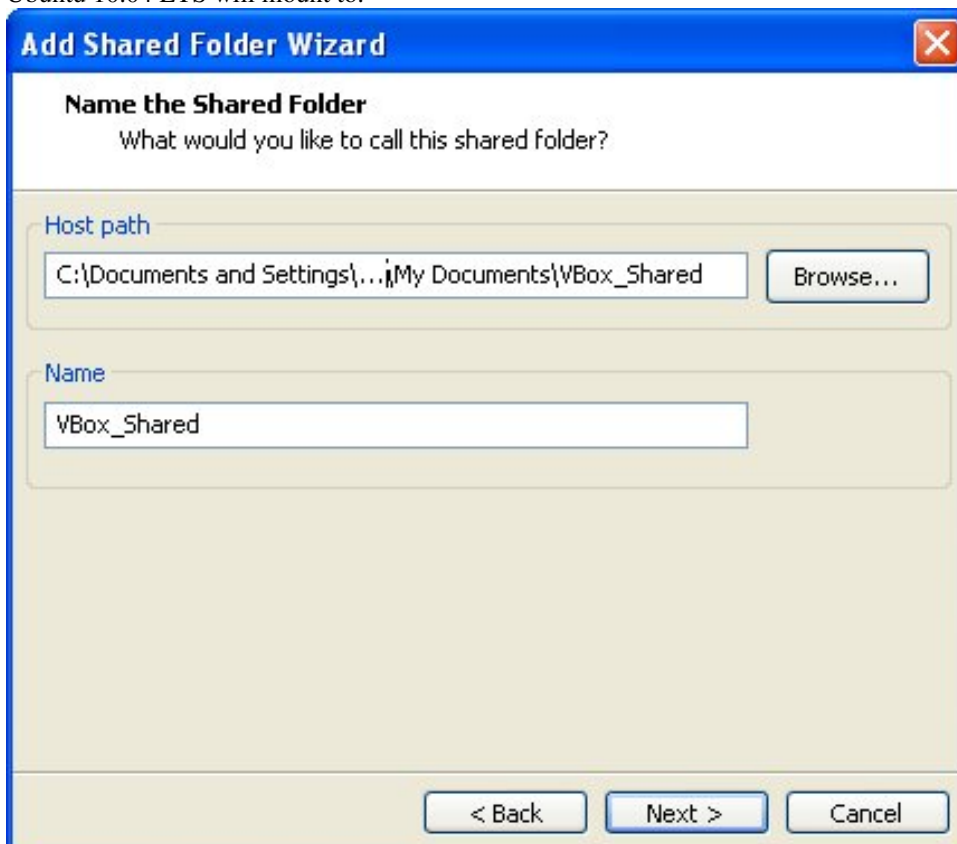 Ubuntu 10.04 LTS will mount to:
Add Shared Folder Wizard
Name the Shared Folder
What would you like to call this shared folder?
Host path
C:\Documents and Settings\...\My Documents\VBox_Shared
Browse...
Name
VBox_Shared
< Back
Next >
Cancel